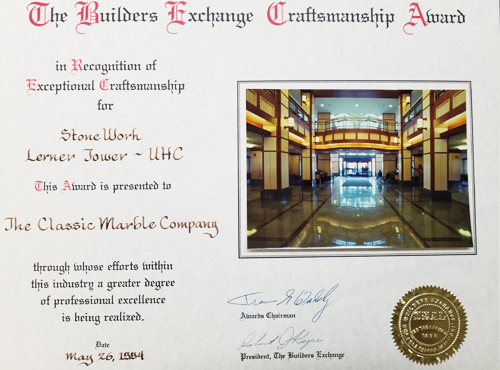 The Builders Exchange Craftsmanship Award
in Recognition of
Exceptional Craftsmanship
for
Stone Work
Lerner Tower ~ UHC
This Award is presented to
The Classic Marble Company
through whose efforts within
this industry a greater degree
of professional excellence
is being realized.
Date
May 26, 1994
Awards Chairman
President, The Builders Exchange